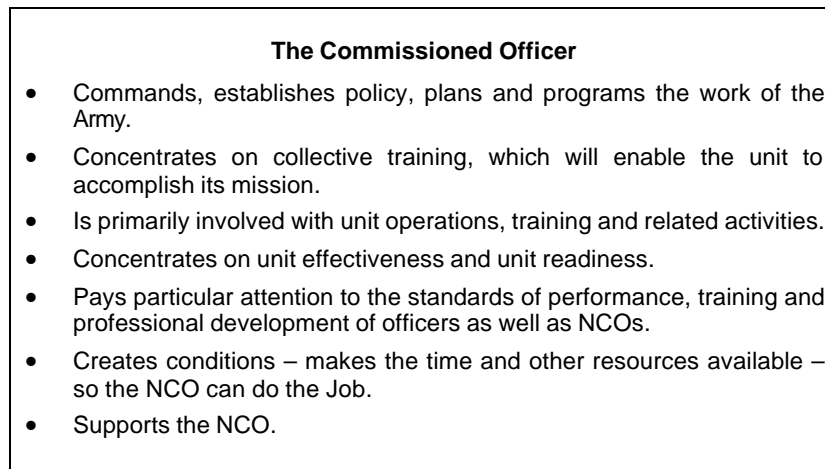 The Commissioned Officer
• Commands, establishes policy, plans and programs the work of the
Army.
• Concentrates on collective training, which will enable the unit to
accomplish its mission.
• Is primarily involved with unit operations, training and related activities.
• Concentrates on unit effectiveness and unit readiness.
• Pays particular attention to the standards of performance, training and
professional development of officers as well as NCOs.
• Creates conditions – makes the time and other resources available –
so the NCO can do the Job.
• Supports the NCO.